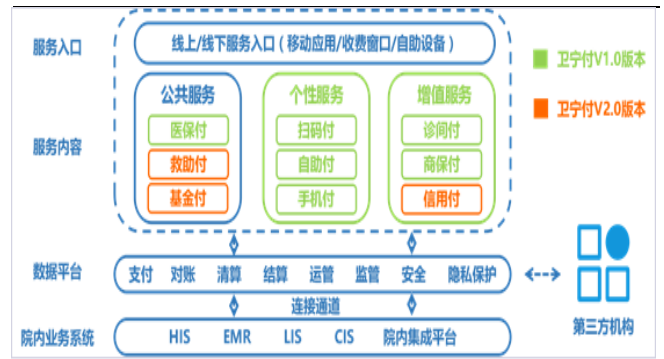 服务入口
线上/线下服务入口（移动应用/收费窗口/自助设备）
卫宁付V1.0版本
卫宁付V2.0版本
服务内容
公共服务 个性服务 增值服务
医保付 扫码付 诊间付
救助付 自助付 商保付
基金付 手机付 信用付
数据平台
支付 对账 清算 结算 运管 监管 安全 隐私保护
连接通道
第三方机构
院内业务系统
HIS EMR LIS CIS 院内集成平台